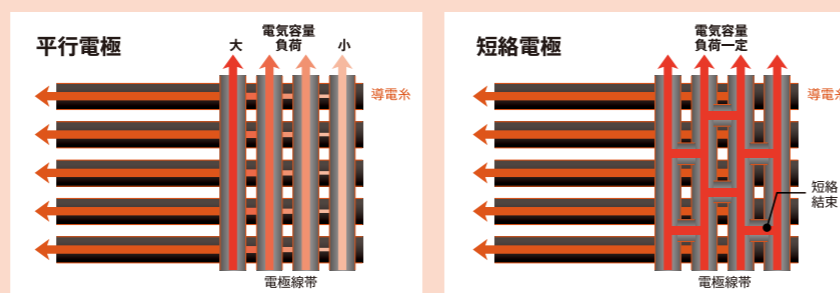 平行電極
電気容量
負荷
大
小
導電糸
電極線帯
短絡電極
電気容量
負荷一定
導電糸
短絡
結束
電極線帯